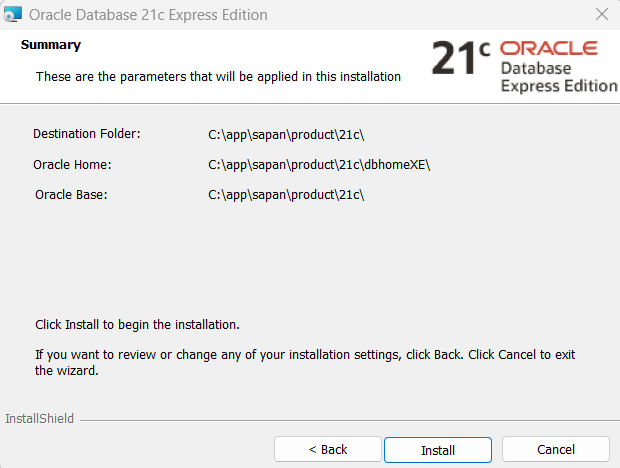 Oracle Database 21c Express Edition
Summary
These are the parameters that will be applied in this installation
21c ORACLE
Database
Express Edition
Destination Folder: C:\app\sapan\product\21c\
Oracle Home: C:\app\sapan\product\21c\dbhomeXE\
Oracle Base: C:\app\sapan\product\21c\
Click Install to begin the installation.
If you want to review or change any of your installation settings, click Back. Click Cancel to exit
the wizard.
InstallShield
< Back Install Cancel